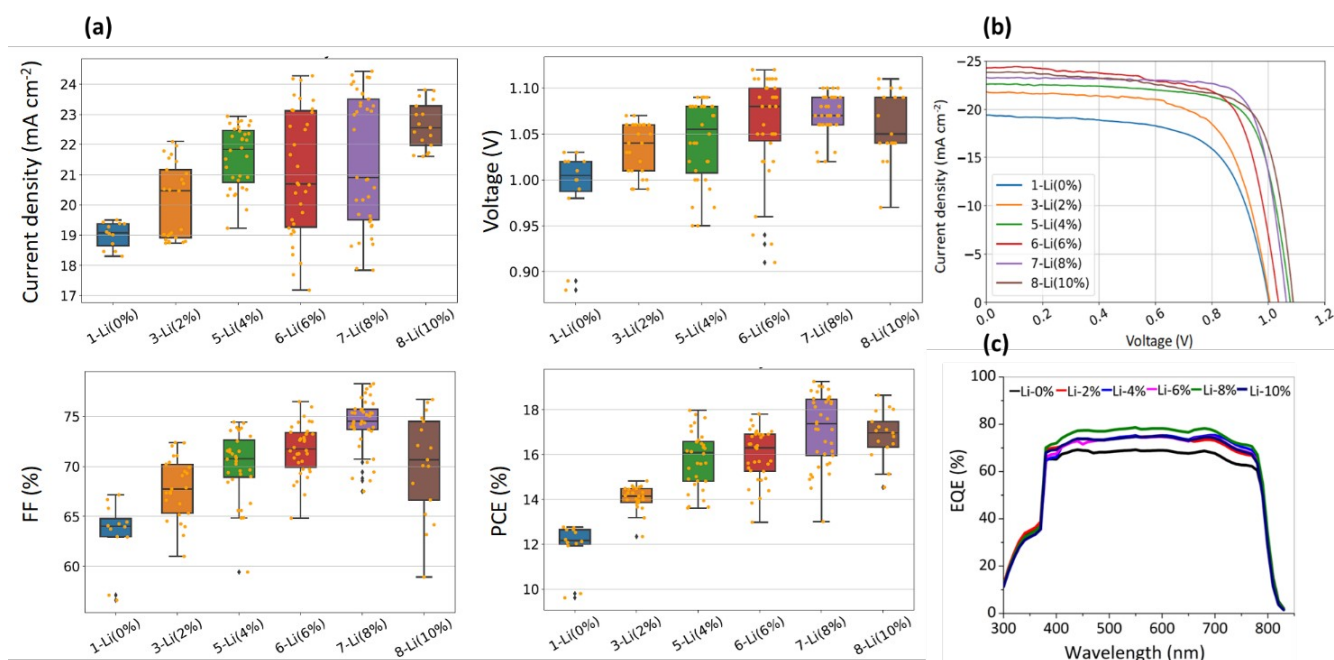 (a)
Current density (mA cm⁻²)
24
23
22
21
20
19
18
17
1-Li(0%) 3-Li(2%) 5-Li(4%) 6-Li(6%) 7-Li(8%) 8-Li(10%)
Voltage (V)
1.10
1.05
1.00
0.95
0.90
1-Li(0%) 3-Li(2%) 5-Li(4%) 6-Li(6%) 7-Li(8%) 8-Li(10%)
(b)
Current density (mA cm⁻²)
−25
−20
−15
−10
−5
0
1-Li(0%)
3-Li(2%)
5-Li(4%)
6-Li(6%)
7-Li(8%)
8-Li(10%)
0.0 0.2 0.4 0.6 0.8 1.0 1.2
Voltage (V)
FF (%)
75
70
65
60
1-Li(0%) 3-Li(2%) 5-Li(4%) 6-Li(6%) 7-Li(8%) 8-Li(10%)
PCE (%)
18
16
14
12
10
1-Li(0%) 3-Li(2%) 5-Li(4%) 6-Li(6%) 7-Li(8%) 8-Li(10%)
(c)
EQE (%)
100
80
60
40
20
0
Li-0% Li-2% Li-4% Li-6% Li-8% Li-10%
300 400 500 600 700 800
Wavelength (nm)